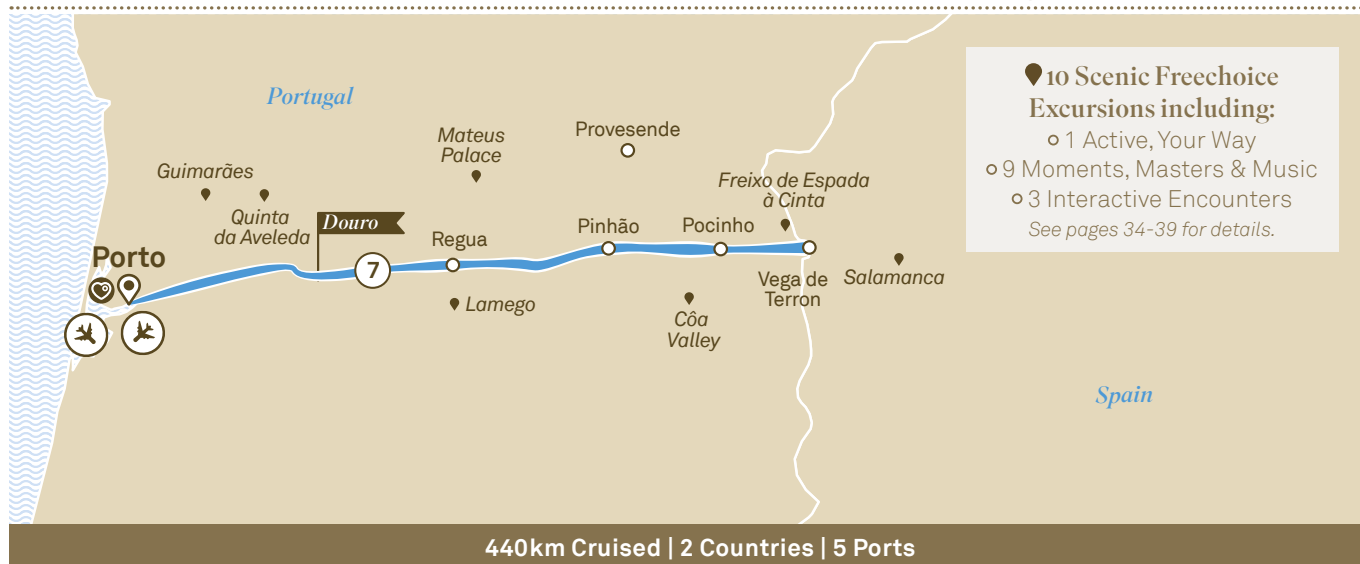 Portugal
10 Scenic Freechoice
Excursions including:
1 Active, Your Way
9 Moments, Masters & Music
3 Interactive Encounters
See pages 34-39 for details.
Provesende
Mateus
Palace
Guimarães
Quinta
da Aveleda
Freixo de Espada
à Cinta
Douro
Regua
Pinhão
Pocinho
Porto
7
Vega de
Terron
Salamanca
Lamego
Côa
Valley
Spain
440km Cruised | 2 Countries | 5 Ports